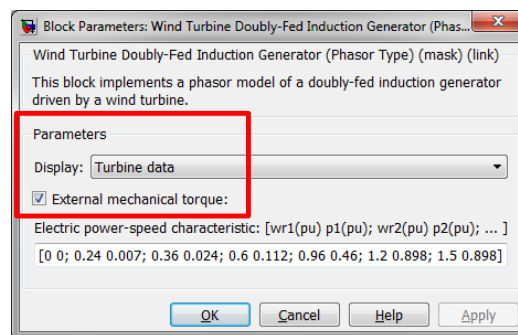 Block Parameters: Wind Turbine Doubly-Fed Induction Generator (Phas...
Wind Turbine Doubly-Fed Induction Generator (Phasor Type) (mask) (link)
This block implements a phasor model of a doubly-fed induction generator
driven by a wind turbine.
Parameters
Display: Turbine data
External mechanical torque:
Electric power-speed characteristic: [wr1(pu) p1(pu); wr2(pu) p2(pu); ... ]
[0 0; 0.24 0.007; 0.36 0.024; 0.6 0.112; 0.96 0.46; 1.2 0.898; 1.5 0.898]
OK Cancel Help Apply